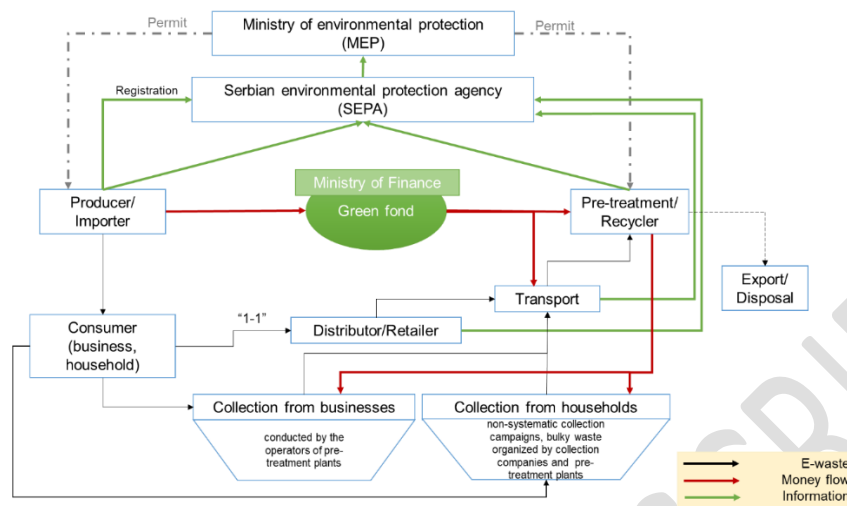 Permit
Ministry of environmental protection
(MEP)
Permit
Registration
Serbian environmental protection agency
(SEPA)
Ministry of Finance
Green fond
Producer/
Importer
Pre-treatment/
Recycler
Export/
Disposal
Transport
Consumer
(business,
household)
"1-1"
Distributor/Retailer
Collection from businesses
conducted by the
operators of pre-
treatment plants
Collection from households
non-systematic collection
campaigns, bulky waste
organized by collection
companies and pre-
treatment plants
E-waste
Money flow
Information